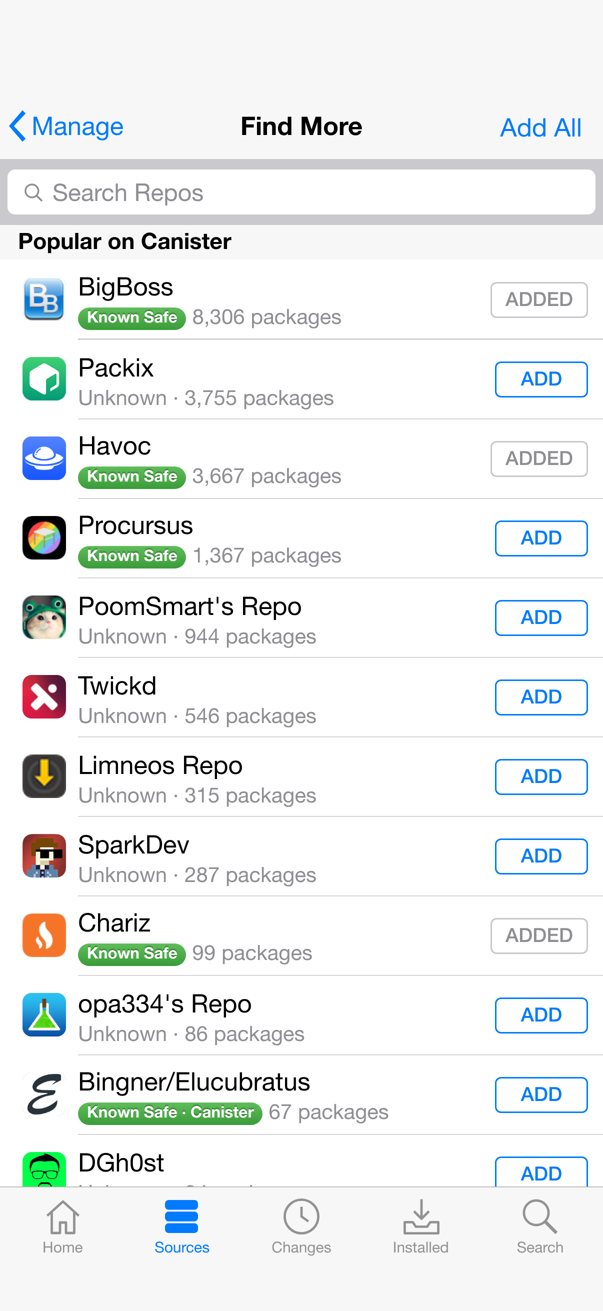 Manage
Find More
Add All
Search Repos
Popular on Canister
BB
BigBoss
Known Safe 8,306 packages
ADDED
Packix
Unknown · 3,755 packages
ADD
Havoc
Known Safe 3,667 packages
ADDED
Procursus
Known Safe 1,367 packages
ADD
PoomSmart's Repo
Unknown · 944 packages
ADD
Twickd
Unknown · 546 packages
ADD
Limneos Repo
Unknown · 315 packages
ADD
SparkDev
Unknown · 287 packages
ADD
Chariz
Known Safe 99 packages
ADDED
opa334's Repo
Unknown · 86 packages
ADD
Bingner/Elucubratus
Known Safe · Canister 67 packages
ADD
DGh0st
ADD
Home
Sources
Changes
Installed
Search